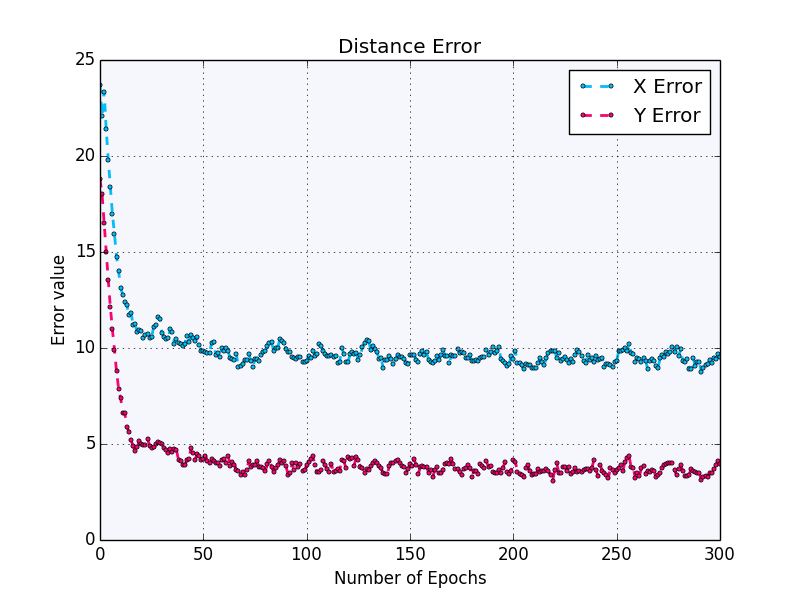 Distance Error
X Error
Y Error
Error value
25
20
15
10
5
0
0 50 100 150 200 250 300
Number of Epochs